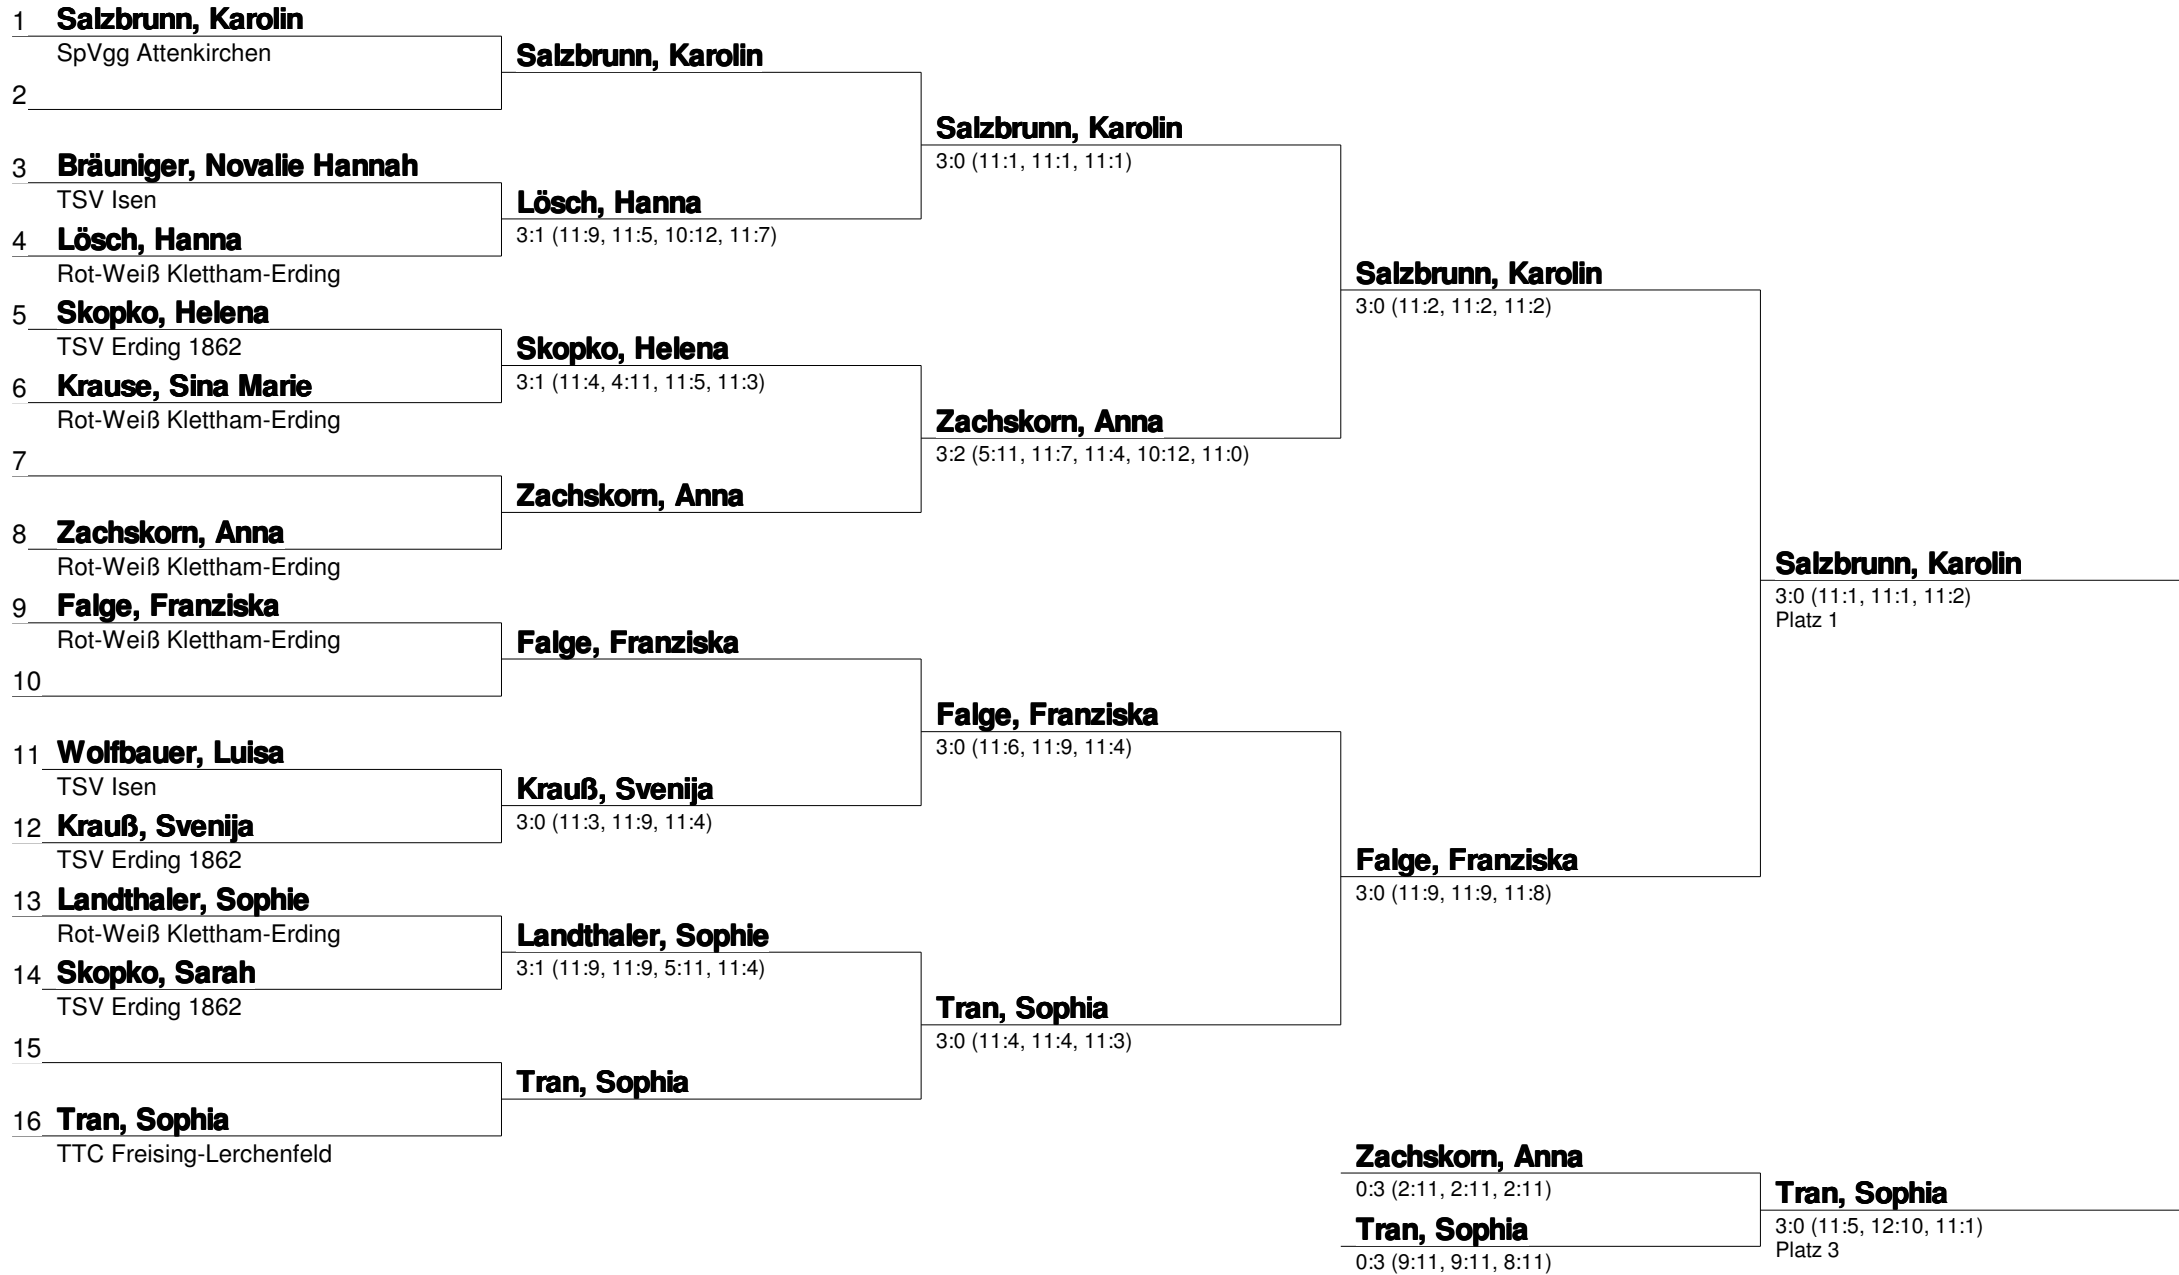 1 Salzbrunn, Karolin
SpVgg Attenkirchen
2
3 Bräuniger, Novalie Hannah
TSV Isen
4 Lösch, Hanna
Rot-Weiß Klettham-Erding
5 Skopko, Helena
TSV Erding 1862
6 Krause, Sina Marie
Rot-Weiß Klettham-Erding
7
8 Zachskorn, Anna
Rot-Weiß Klettham-Erding
9 Falge, Franziska
Rot-Weiß Klettham-Erding
10
11 Wolfbauer, Luisa
TSV Isen
12 Krauß, Svenija
TSV Erding 1862
13 Landthaler, Sophie
Rot-Weiß Klettham-Erding
14 Skopko, Sarah
TSV Erding 1862
15
16 Tran, Sophia
TTC Freising-Lerchenfeld
Salzbrunn, Karolin
Lösch, Hanna
3:1 (11:9, 11:5, 10:12, 11:7)
Skopko, Helena
3:1 (11:4, 4:11, 11:5, 11:3)
Zachskorn, Anna
Falge, Franziska
Krauß, Svenija
3:0 (11:3, 11:9, 11:4)
Landthaler, Sophie
3:1 (11:9, 11:9, 5:11, 11:4)
Tran, Sophia
Salzbrunn, Karolin
3:0 (11:1, 11:1, 11:1)
Zachskorn, Anna
3:2 (5:11, 11:7, 11:4, 10:12, 11:0)
Falge, Franziska
3:0 (11:6, 11:9, 11:4)
Tran, Sophia
3:0 (11:4, 11:4, 11:3)
Salzbrunn, Karolin
3:0 (11:2, 11:2, 11:2)
Falge, Franziska
3:0 (11:9, 11:9, 11:8)
Salzbrunn, Karolin
3:0 (11:1, 11:1, 11:2)
Platz 1
Zachskorn, Anna
0:3 (2:11, 2:11, 2:11)
Tran, Sophia
0:3 (9:11, 9:11, 8:11)
Tran, Sophia
3:0 (11:5, 12:10, 11:1)
Platz 3